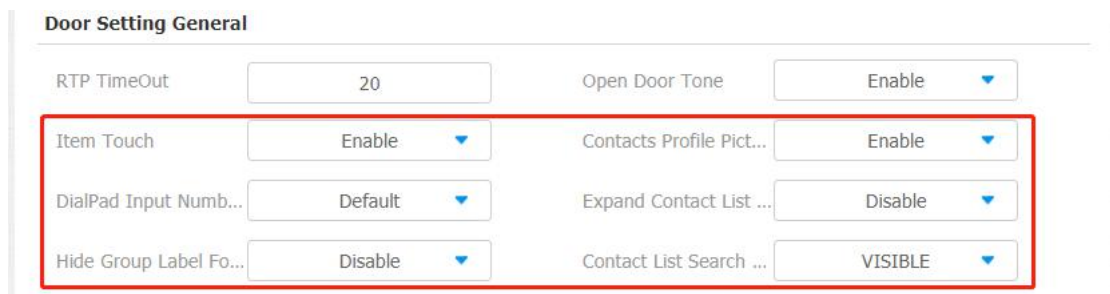 Door Setting General
RTP TimeOut 20 Open Door Tone Enable
Item Touch Enable Contacts Profile Pict... Enable
DialPad Input Numb... Default Expand Contact List ... Disable
Hide Group Label Fo... Disable Contact List Search ... VISIBLE